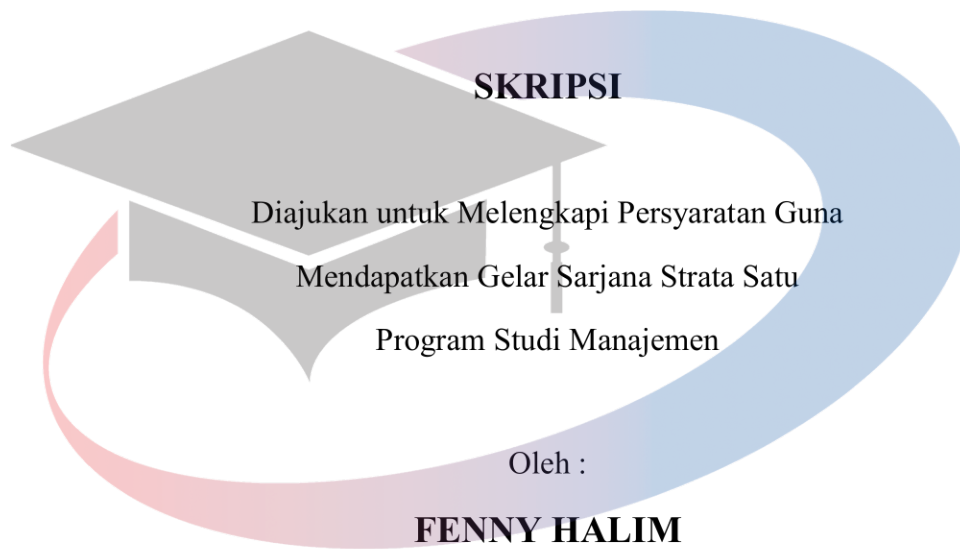 SKRIPSI
Diajukan untuk Melengkapi Persyaratan Guna
Mendapatkan Gelar Sarjana Strata Satu
Program Studi Manajemen
Oleh :
FENNY HALIM